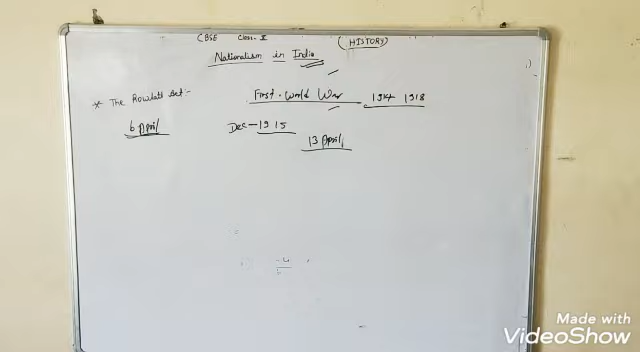 CBSE Class-X (HISTORY)
Nationalism in India
* The Rowlatt Act:- First World War 1914 1918
6 April Dec-1915
13 April,
Made with
VideoShow